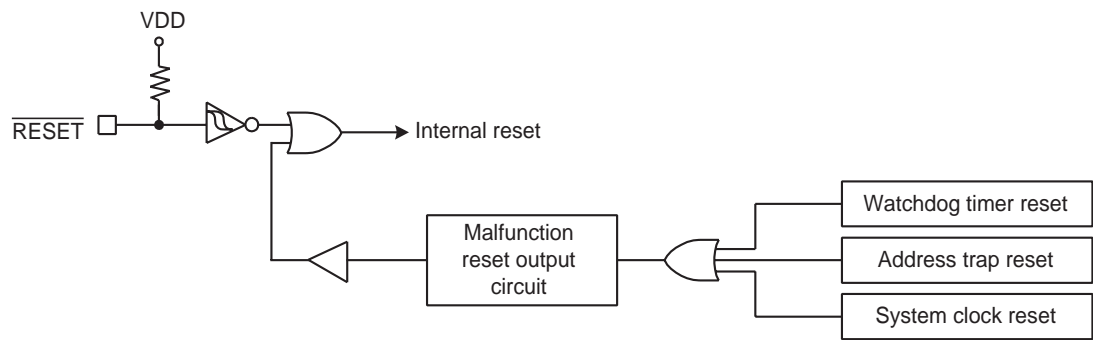 VDD
RESET
Internal reset
Watchdog timer reset
Malfunction
reset output
circuit
Address trap reset
System clock reset